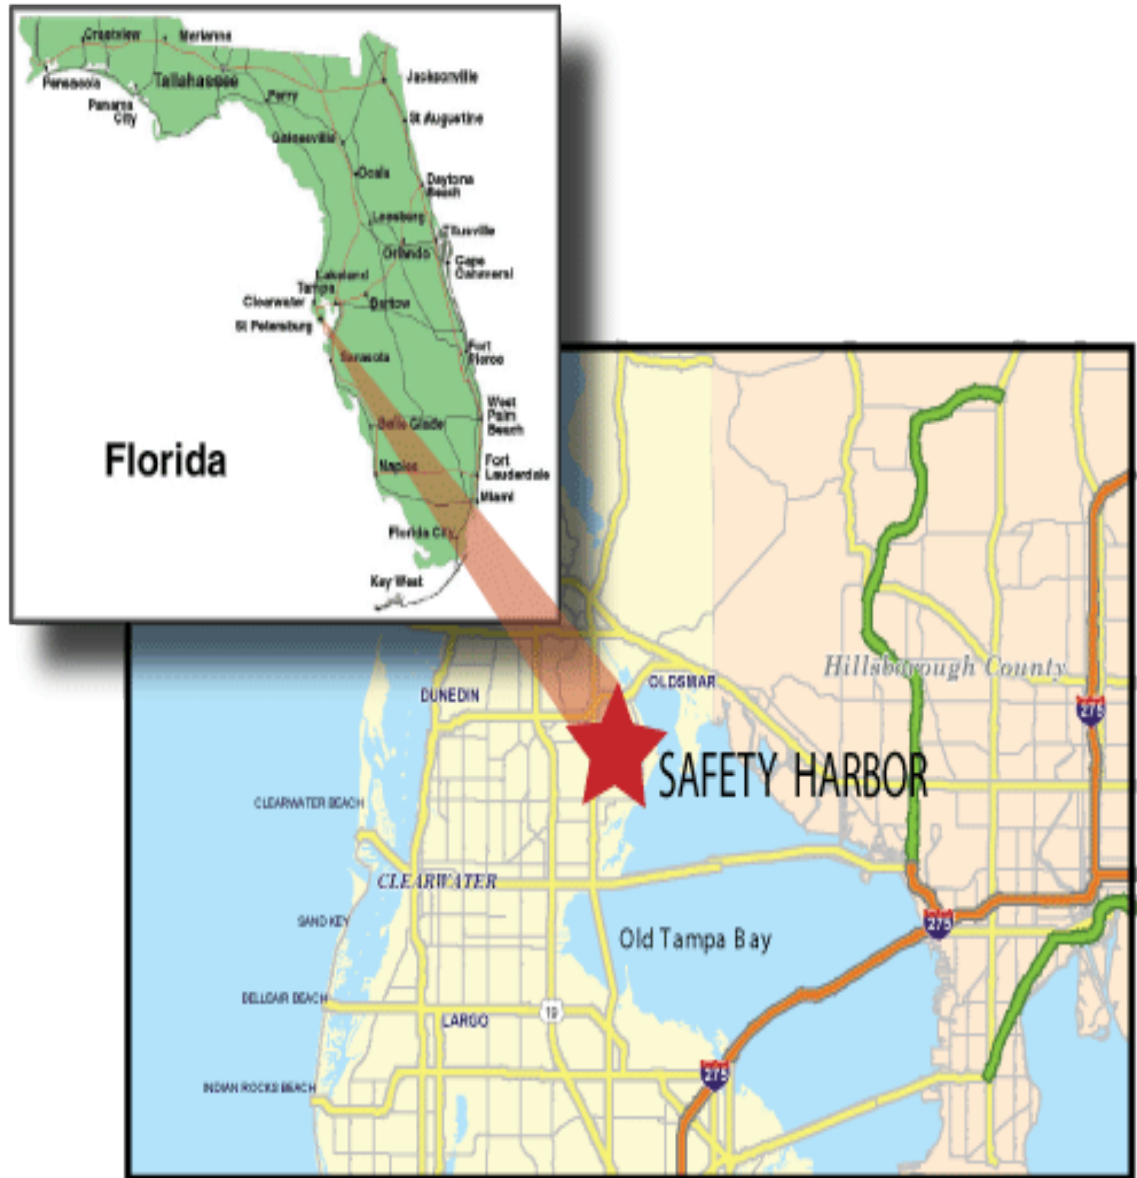 Crestview
Marianna
Pensacola
Tallahassee
Jacksonville
Panama
City
Perry
St Augustine
Gainesville
Ocala
Daytona
Beach
Leesburg
Titusville
Orlando
Cape
Canaveral
Lakeland
Tampa
Clearwater
Bartow
St Petersburg
Fort
Pierce
Sarasota
West
Palm
Beach
Belle Glade
Florida
Naples
Fort
Lauderdale
Miami
Florida City
Key West
Hillsborough County
OLDSMAR
DUNEDIN
275
SAFETY HARBOR
CLEARWATER BEACH
CLEARWATER
SAND KEY
275
Old Tampa Bay
BELLEAIR BEACH
19
LARGO
275
INDIAN ROCKS BEACH